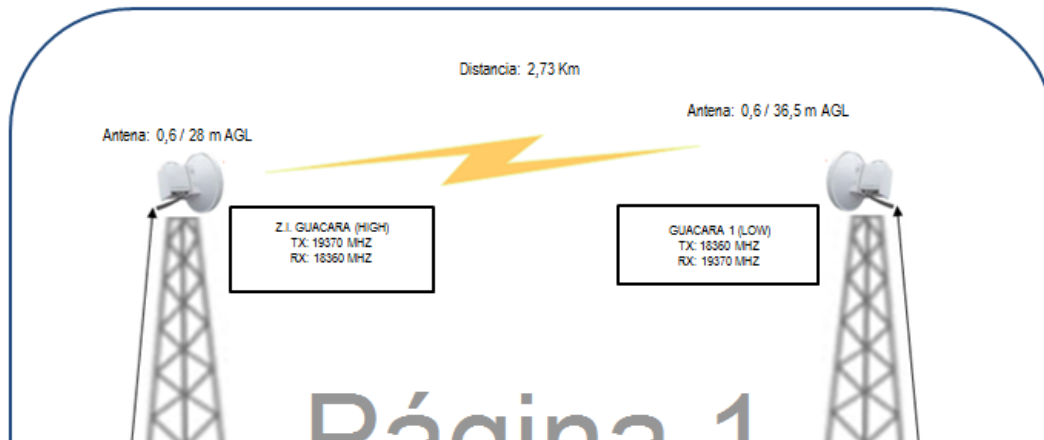 Distancia: 2,73 Km
Antena: 0,6 / 28 m AGL
Antena: 0,6 / 36,5 m AGL
Z.I. GUACARA (HIGH)
TX: 19370 MHZ
RX: 18360 MHZ
GUACARA 1 (LOW)
TX: 18360 MHZ
RX: 19370 MHZ
Página 1